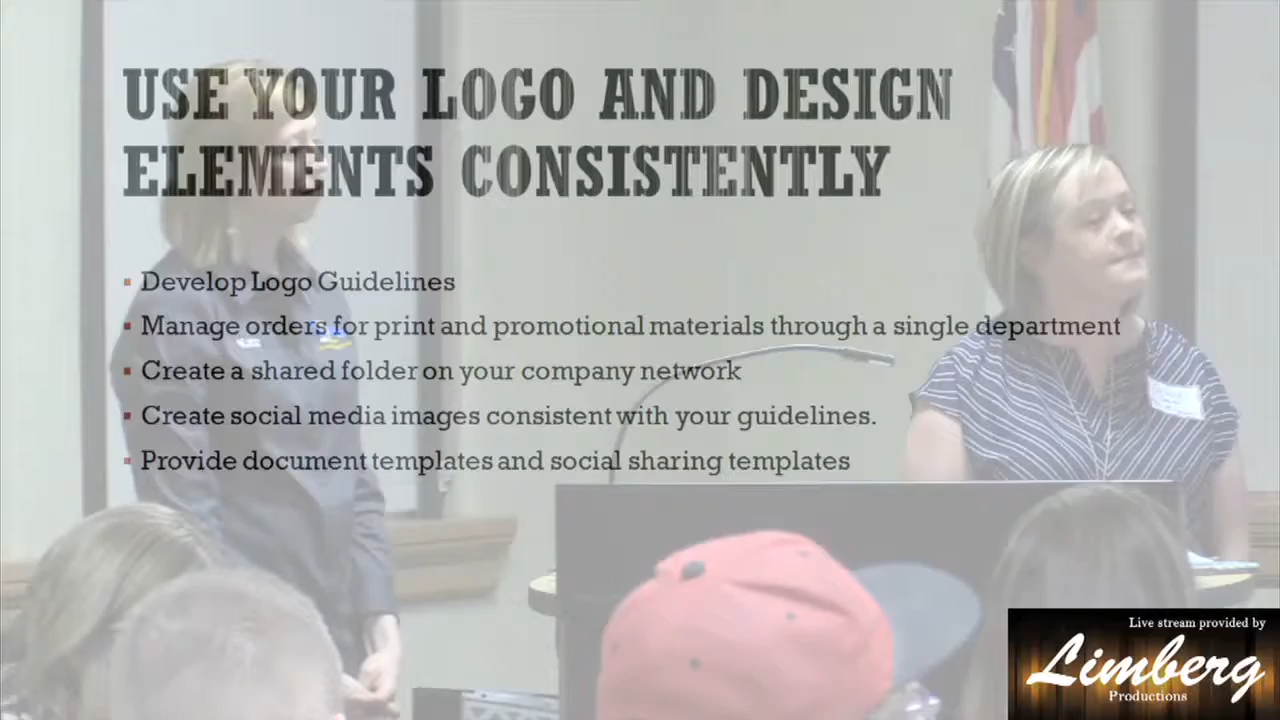 USE YOUR LOGO AND DESIGN
ELEMENTS CONSISTENTLY
▪ Develop Logo Guidelines
▪ Manage orders for print and promotional materials through a single department
▪ Create a shared folder on your company network
▪ Create social media images consistent with your guidelines.
▪ Provide document templates and social sharing templates
Live stream provided by
Limberg
Productions